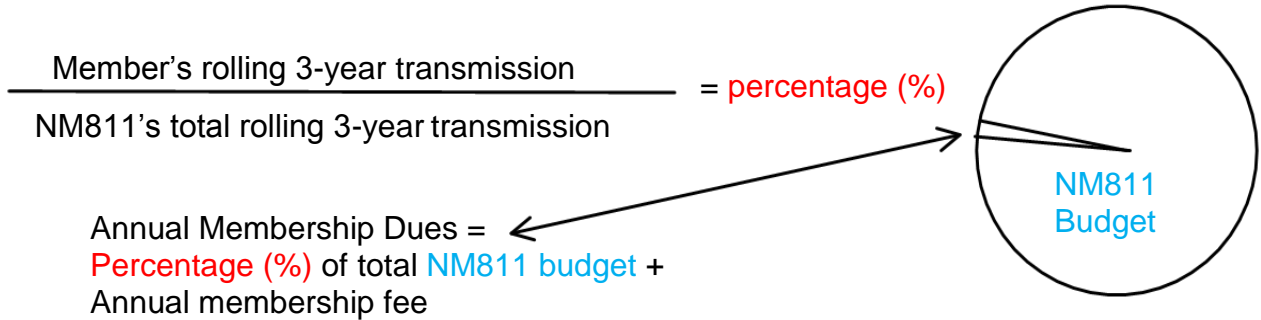 Member’s rolling 3-year transmission
= percentage (%)
NM811’s total rolling 3-year transmission
NM811
Budget
Annual Membership Dues =
Percentage (%) of total NM811 budget +
Annual membership fee